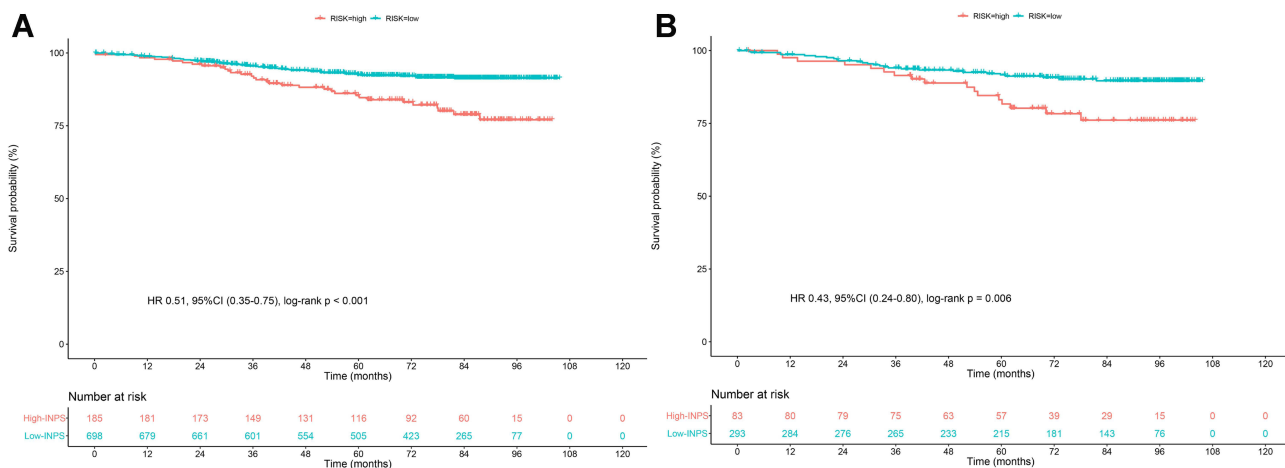 A
RISK=high RISK=low
Survival probability (%)
100
75
50
25
0
HR 0.51, 95%CI (0.35-0.75), log-rank p < 0.001
0 12 24 36 48 60 72 84 96 108 120
Time (months)
Number at risk
High-INPS 185 181 173 149 131 116 92 60 15 0 0
Low-INPS 698 679 661 601 554 505 423 265 77 0 0
0 12 24 36 48 60 72 84 96 108 120
Time (months)
B
RISK=high RISK=low
Survival probability (%)
100
75
50
25
0
HR 0.43, 95%CI (0.24-0.80), log-rank p = 0.006
0 12 24 36 48 60 72 84 96 108 120
Time (months)
Number at risk
High-INPS 83 80 79 75 63 57 39 29 15 0 0
Low-INPS 293 284 276 265 233 215 181 143 76 0 0
0 12 24 36 48 60 72 84 96 108 120
Time (months)